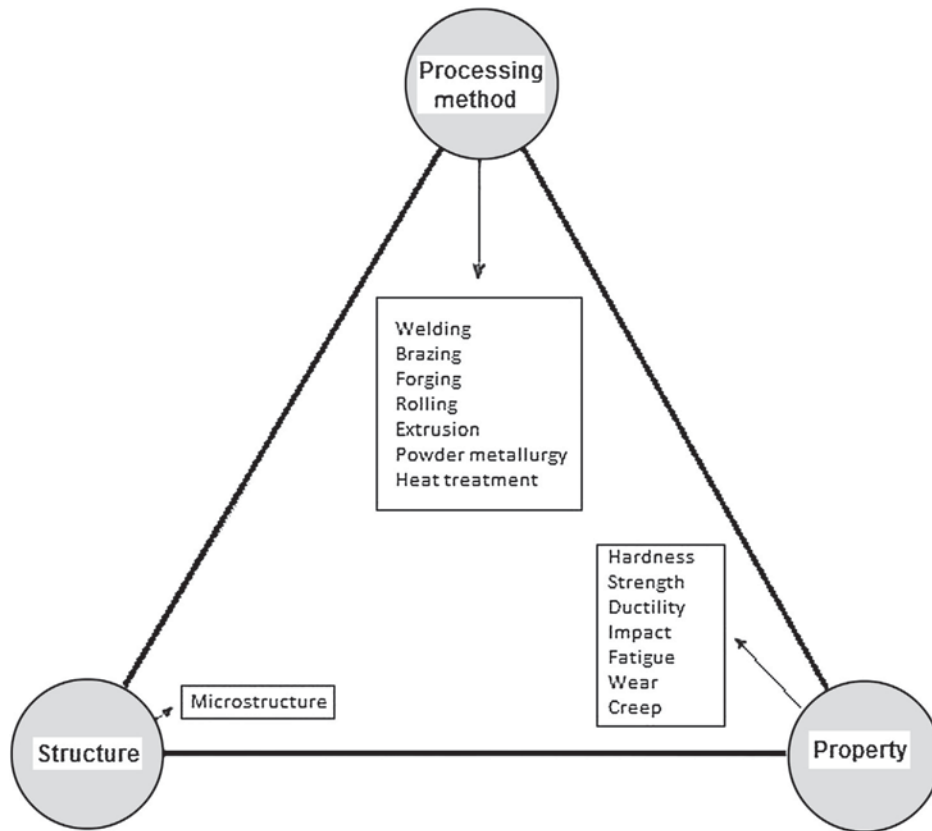 Processing
method
Welding
Brazing
Forging
Rolling
Extrusion
Powder metallurgy
Heat treatment
Hardness
Strength
Ductility
Impact
Fatigue
Wear
Creep
Microstructure
Structure
Property